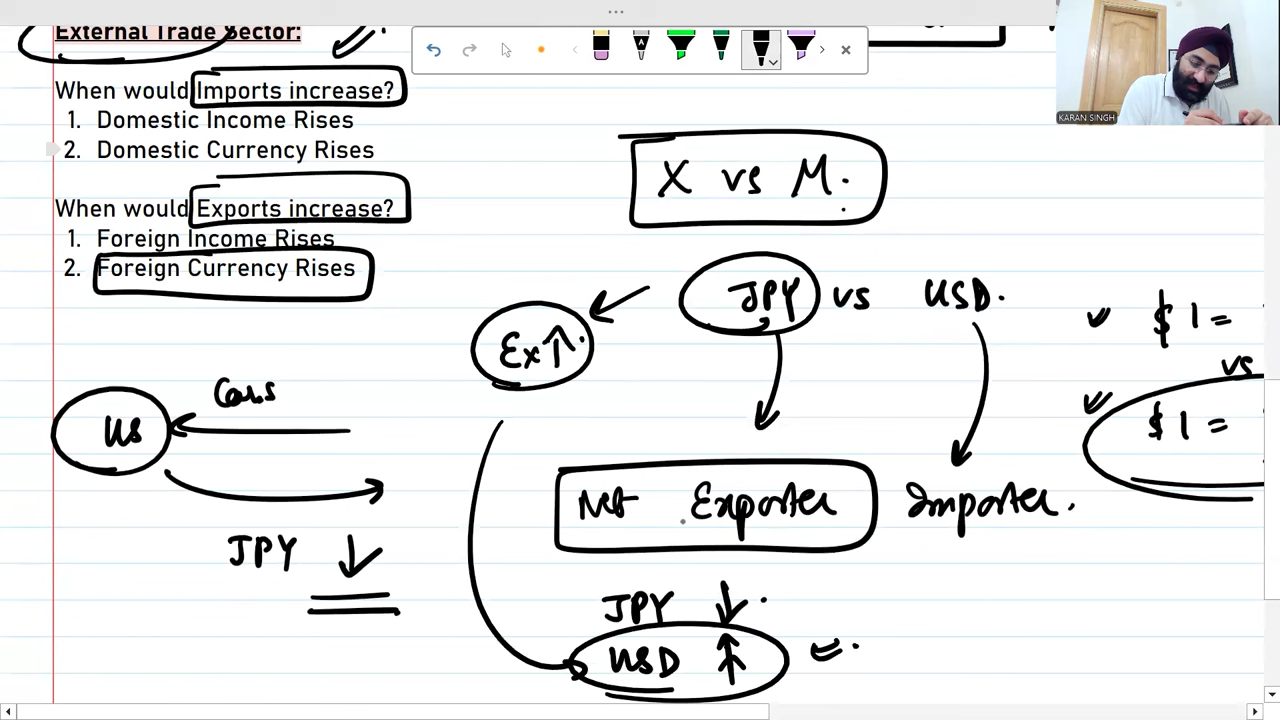 External Trade Sector:
When would Imports increase?
1. Domestic Income Rises
2. Domestic Currency Rises
When would Exports increase?
1. Foreign Income Rises
2. Foreign Currency Rises
KARAN SINGH
X vs M.
JPY vs USD.
Ex↑
$ 1 =
vs
$ 1 =
Cars
US
JPY ↓
Net Exporter
Importer.
JPY ↓
USD ↑